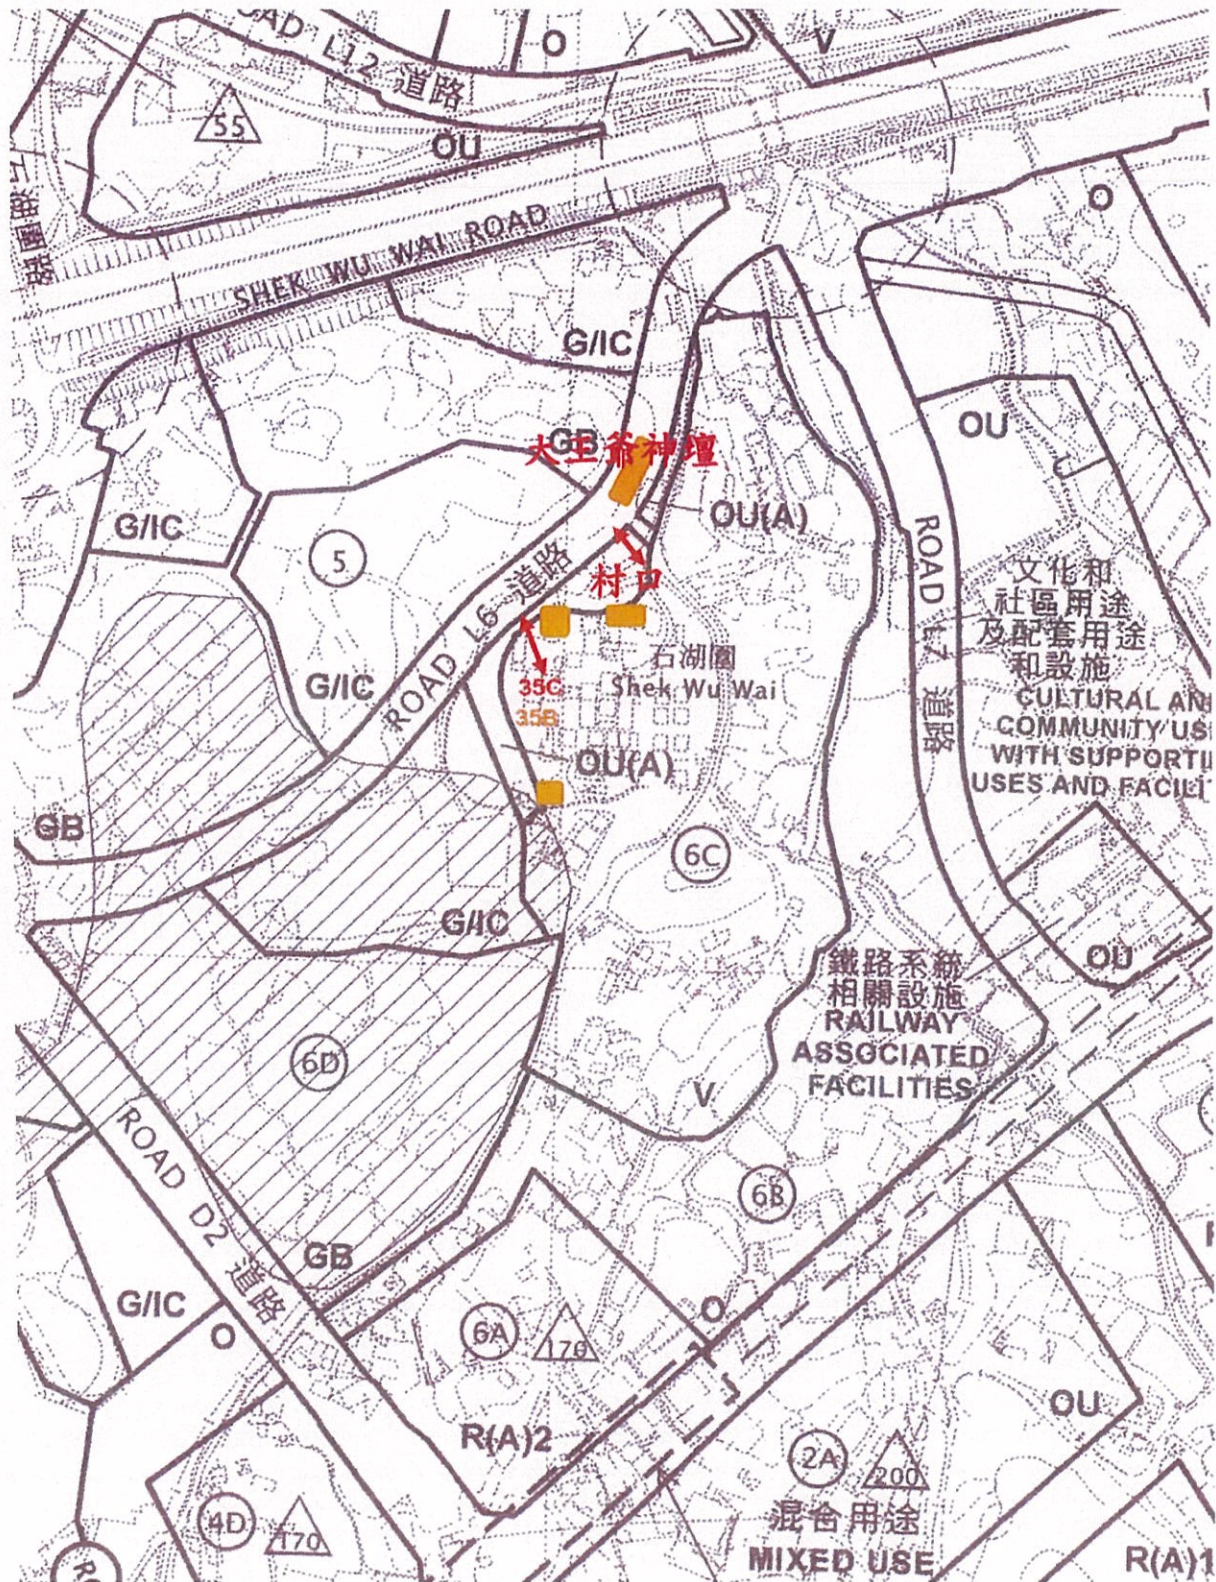 ROAD L12 道路
O
V
55
OU
O
SHEK WU WAI ROAD
G/IC
OU
GB
大王爺神壇
G/IC
5
OU(A)
ROAD L7 道路
村口
文化和
社區用途
及配套用途
和設施
CULTURAL AN
COMMUNITY US
WITH SUPPORTI
USES AND FACILIT
ROAD L6 道路
石湖圍
Shek Wu Wai
G/IC
35C
35B
OU(A)
GB
6C
G/IC
OU
鐵路系統
相關設施
RAILWAY
ASSOCIATED
FACILITIES
6D
V
ROAD D2 道路
6B
GB
G/IC
O
O
6A
170
OU
R(A)2
2A
200
4D
170
混合用途
MIXED USE
R(A)1